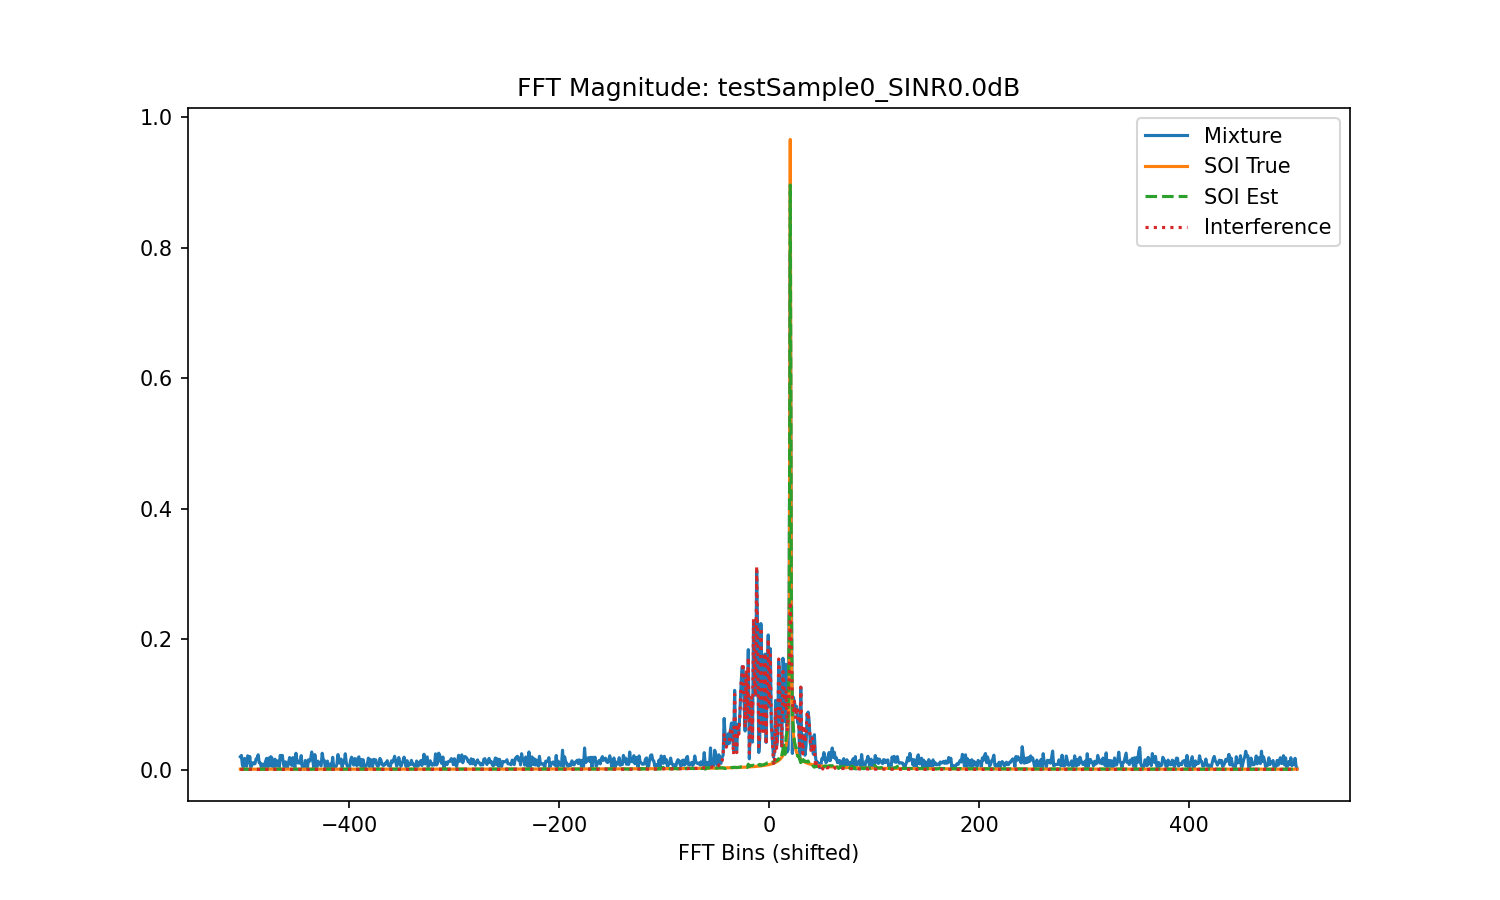 FFT Magnitude: testSample0_SINR0.0dB
1.0
0.8
0.6
0.4
0.2
0.0
Mixture
SOI True
SOI Est
Interference
−400
−200
0
200
400
FFT Bins (shifted)